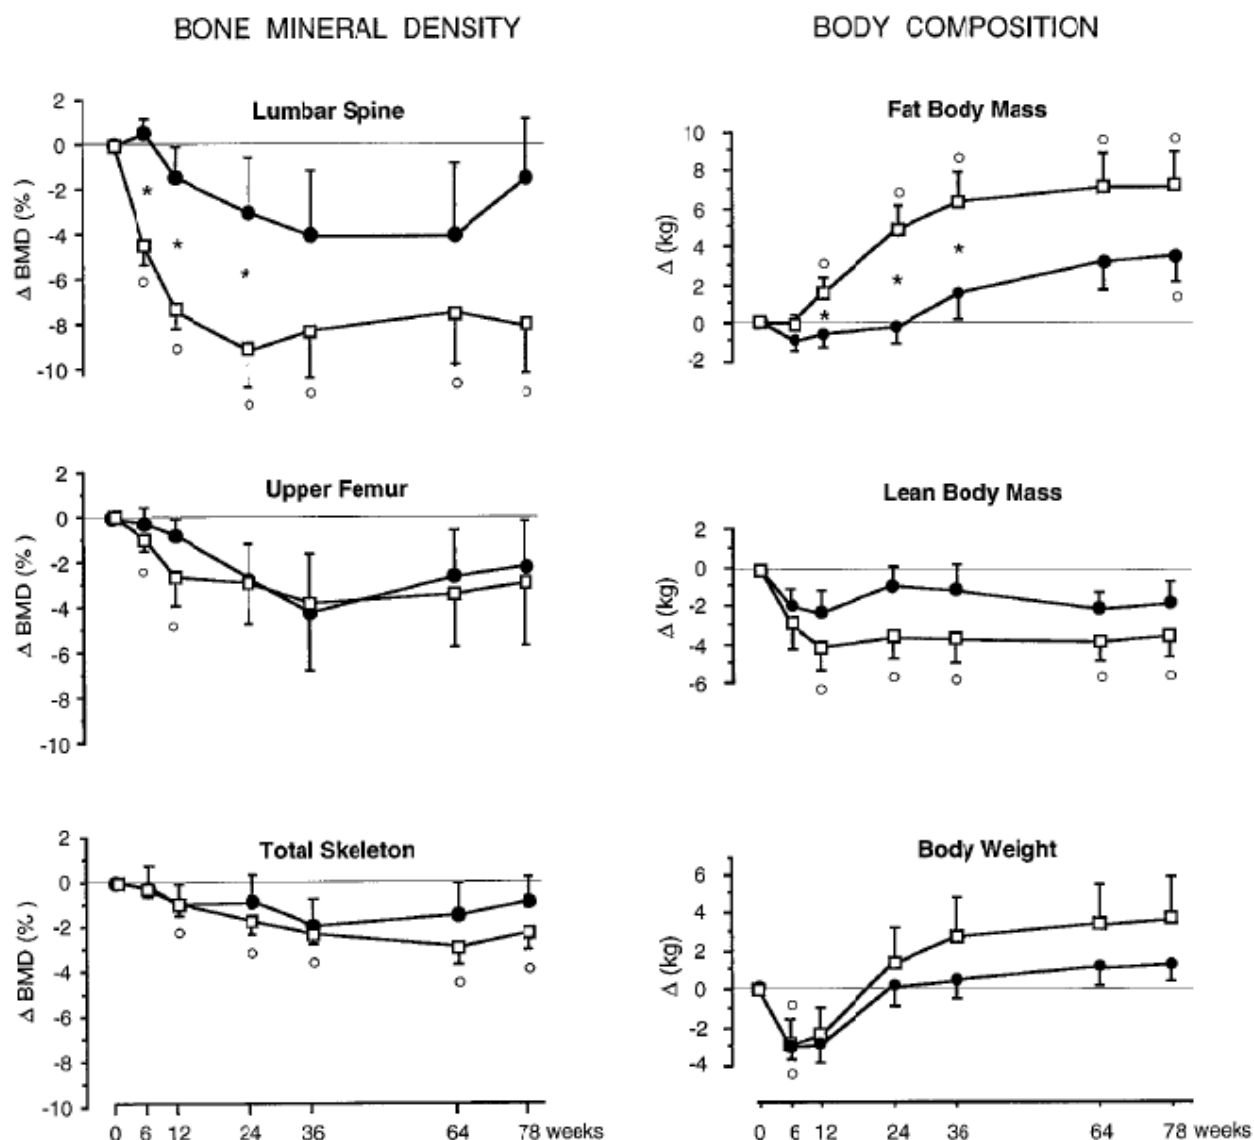 BONE MINERAL DENSITY
BODY COMPOSITION
Lumbar Spine
2
0
-2
-4
-6
-8
-10
Δ BMD (%)
Fat Body Mass
10
8
6
4
2
0
-2
Δ (kg)
Upper Femur
2
0
-2
-4
-6
-8
-10
Δ BMD (%)
Lean Body Mass
2
0
-2
-4
-6
Δ (kg)
Total Skeleton
2
0
-2
-4
-6
-8
-10
Δ BMD (%)
0 6 12 24 36 64 78 weeks
Body Weight
6
4
2
0
-2
-4
Δ (kg)
0 6 12 24 36 64 78 weeks